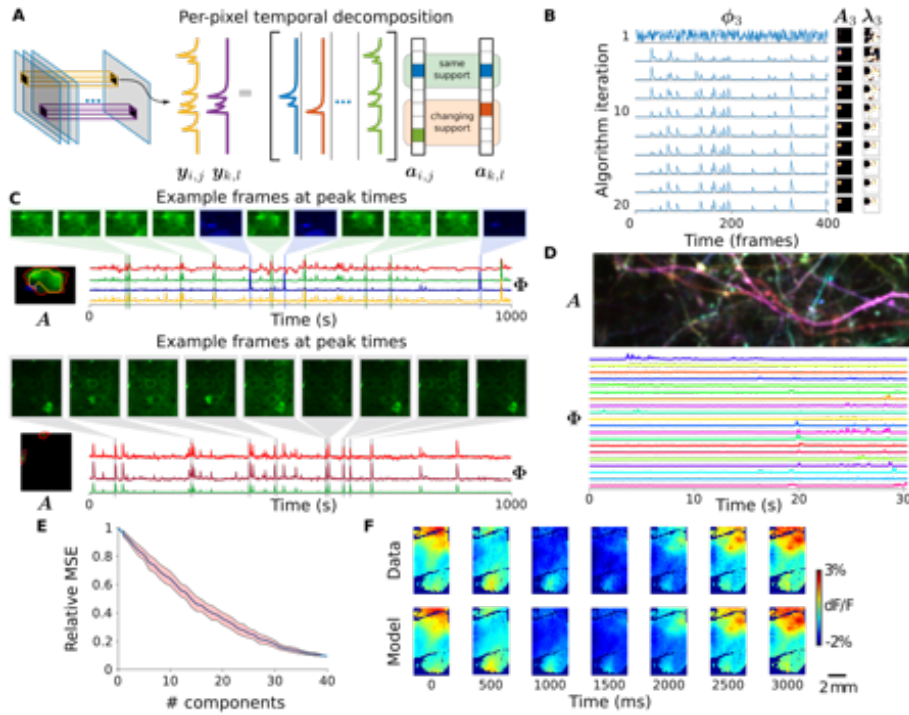 A
Per-pixel temporal decomposition
=
same
support
changing
support
y_{i,j} y_{k,l}
a_{i,j}
a_{k,l}
B
ϕ_3
A_3
λ_3
Algorithm iteration
1
10
20
0
200
400
Time (frames)
C
Example frames at peak times
A
Φ
0
Time (s)
1000
Example frames at peak times
A
Φ
0
Time (s)
1000
D
A
Φ
0
10
20
30
Time (s)
E
Relative MSE
1
0.8
0.6
0.4
0.2
0
0
10
20
30
40
# components
F
Data
Model
3%
dF/F
-2%
0
500
1000
1500
2000
2500
3000
Time (ms)
2 mm